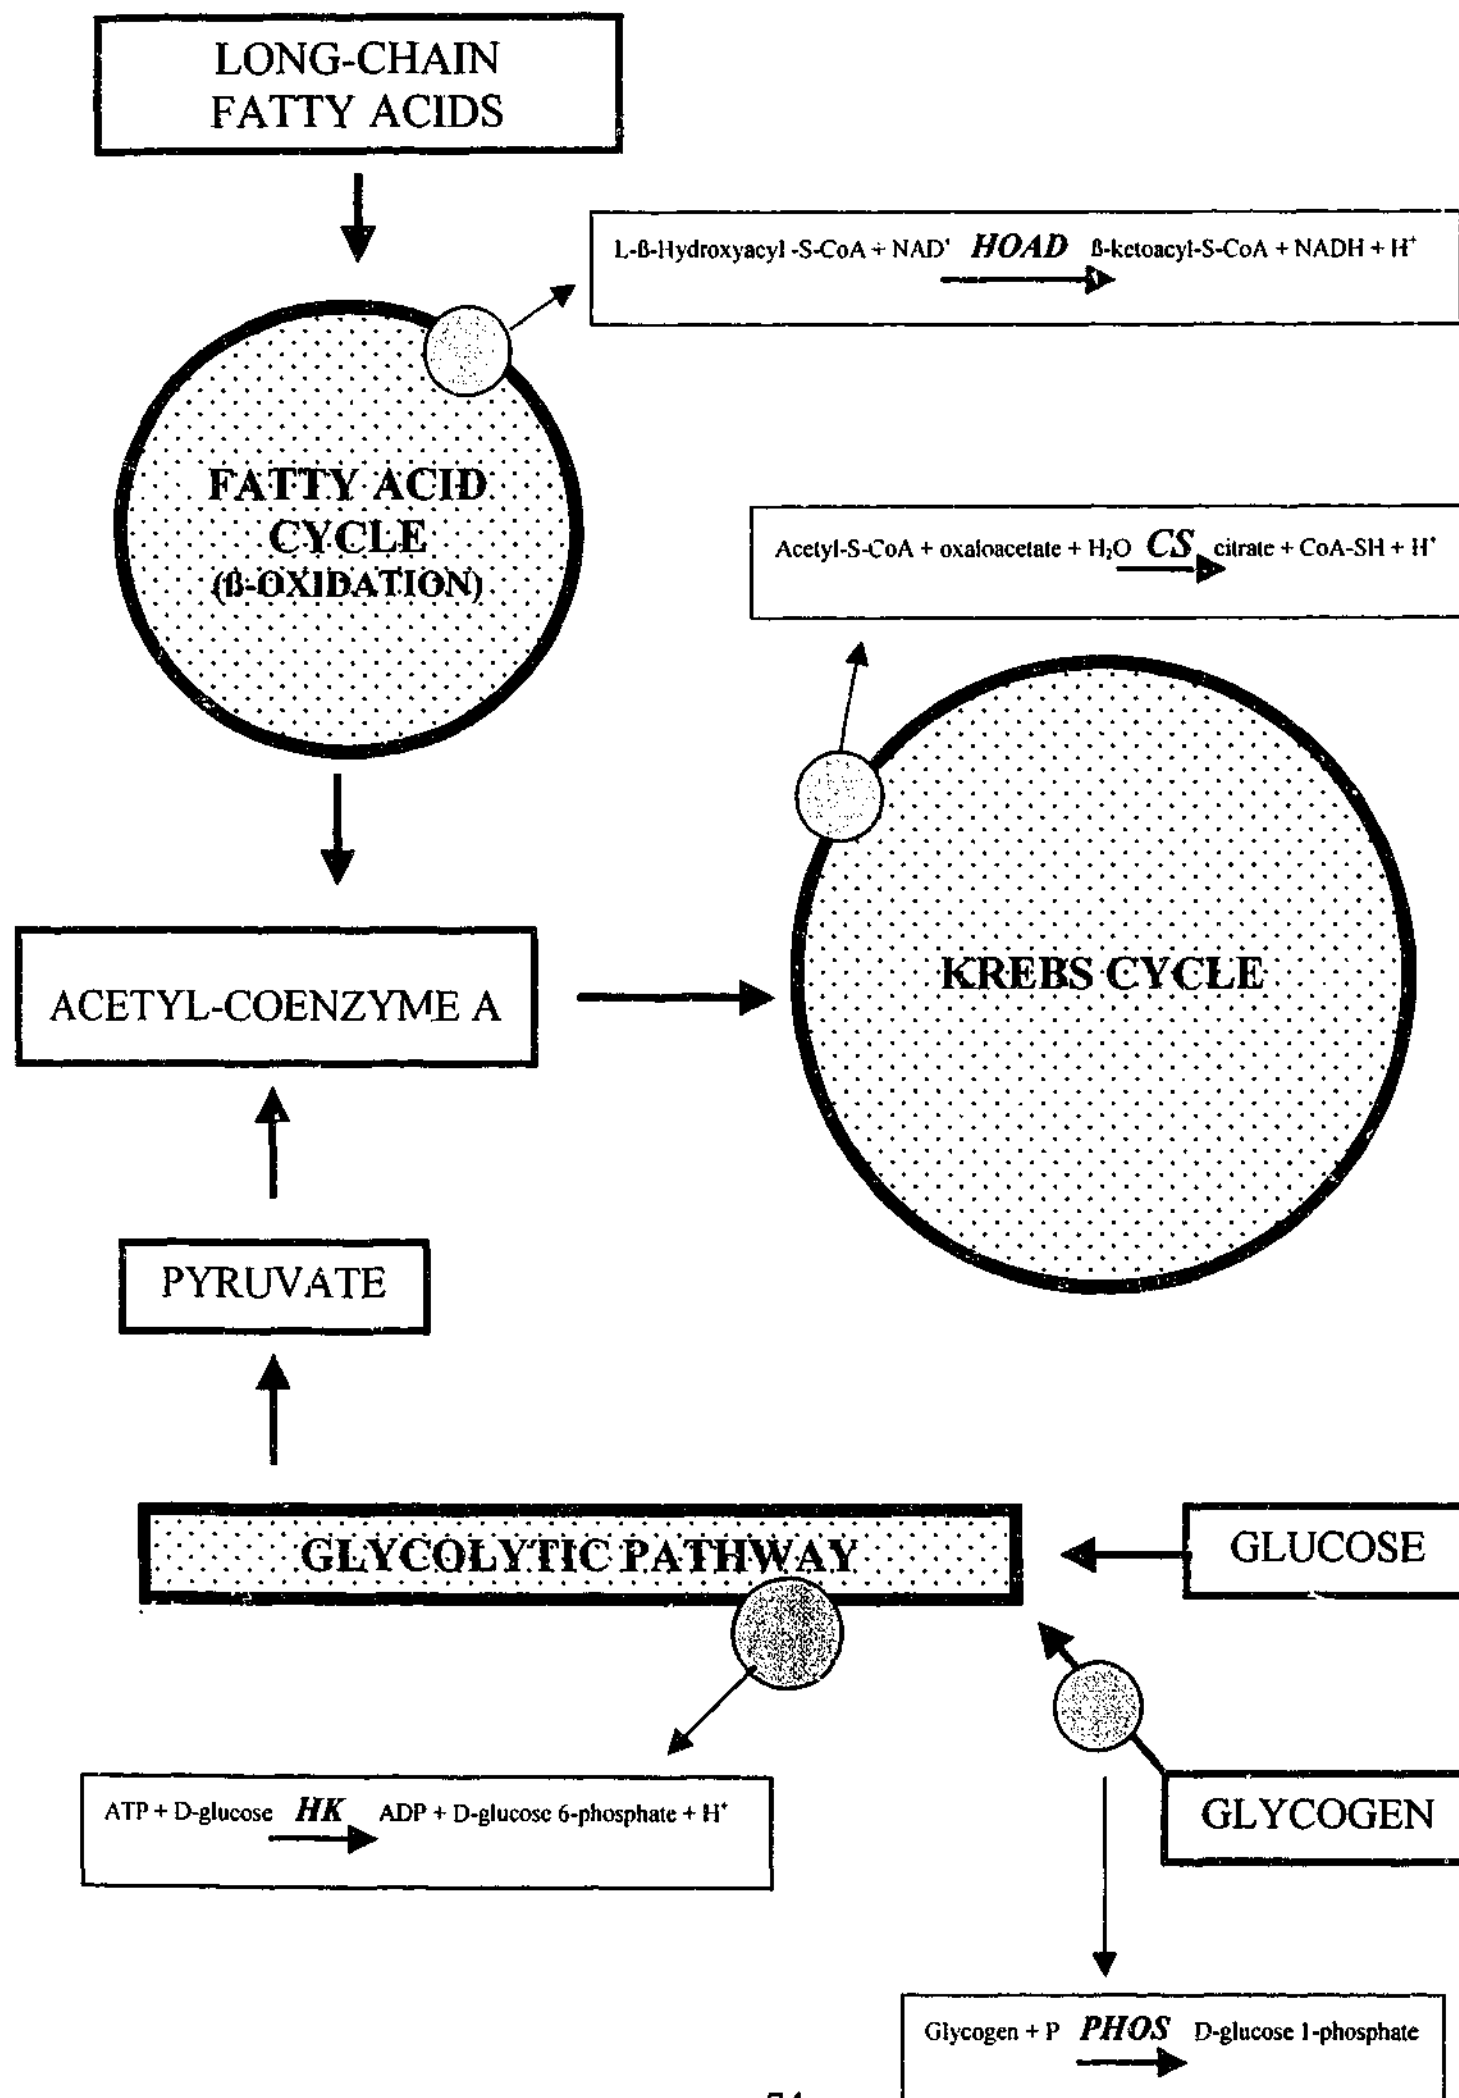 LONG-CHAIN
FATTY ACIDS
L-ß-Hydroxyacyl -S-CoA + NAD⁺ HOAD ß-ketoacyl-S-CoA + NADH + H⁺
FATTY ACID
CYCLE
(ß-OXIDATION)
Acetyl-S-CoA + oxaloacetate + H₂O CS citrate + CoA-SH + H⁺
KREBS CYCLE
ACETYL-COENZYME A
PYRUVATE
GLYCOLYTIC PATHWAY
GLUCOSE
ATP + D-glucose HK ADP + D-glucose 6-phosphate + H⁺
GLYCOGEN
Glycogen + P PHOS D-glucose 1-phosphate